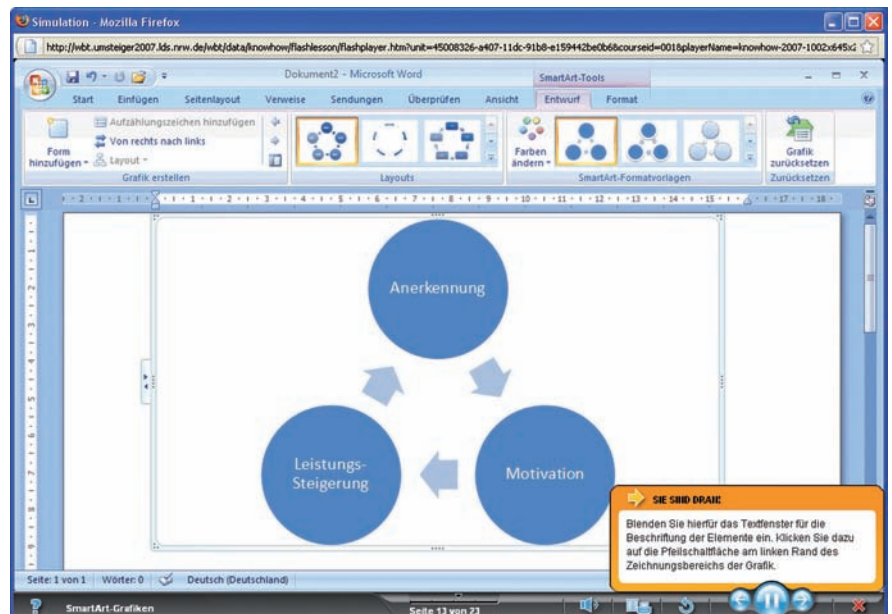 Simulation - Mozilla Firefox
http://wbt.umsteiger2007.lds.nrw.de/wbt/data/knowhow/flashlesson/flashplayer.htm?unit=45008326-a407-11dc-91b8-e159442be0b6&courseid=001&playerName=knowhow-2007-1002x645x2
Dokument2 - Microsoft Word
SmartArt-Tools
Start Einfügen Seitenlayout Verweise Sendungen Überprüfen Ansicht Entwurf Format
Form hinzufügen
Aufzählungszeichen hinzufügen
Von rechts nach links
Layout
Grafik erstellen
Layouts
Farben ändern
SmartArt-Formatvorlagen
Grafik zurücksetzen
Zurücksetzen
Anerkennung
Leistungs-
Steigerung
Motivation
SIE SIND DRAN!
Blenden Sie hierfür das Textfenster für die
Beschriftung der Elemente ein. Klicken Sie dazu
auf die Pfeilschaltfläche am linken Rand des
Zeichnungsbereichs der Grafik.
Seite: 1 von 1 Wörter: 0 Deutsch (Deutschland)
SmartArt-Grafiken
Seite 13 von 23